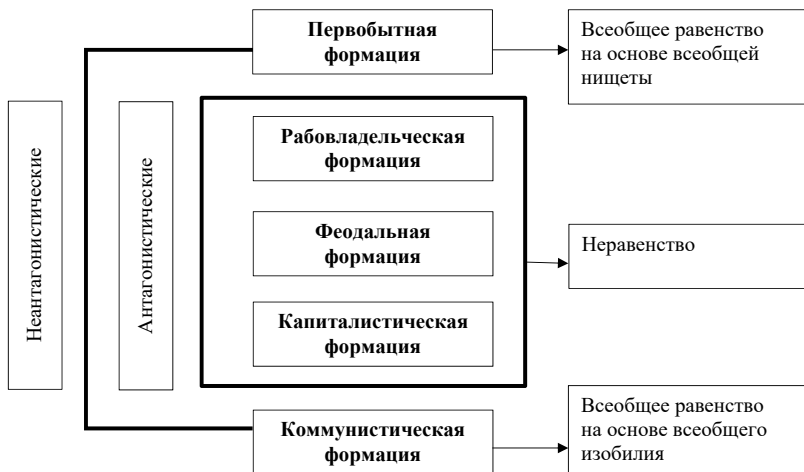 Первобытная
формация
Всеобщее равенство
на основе всеобщей
нищеты
Неантагонистические
Антагонистические
Рабовладельческая
формация
Феодальная
формация
Неравенство
Капиталистическая
формация
Коммунистическая
формация
Всеобщее равенство
на основе всеобщего
изобилия